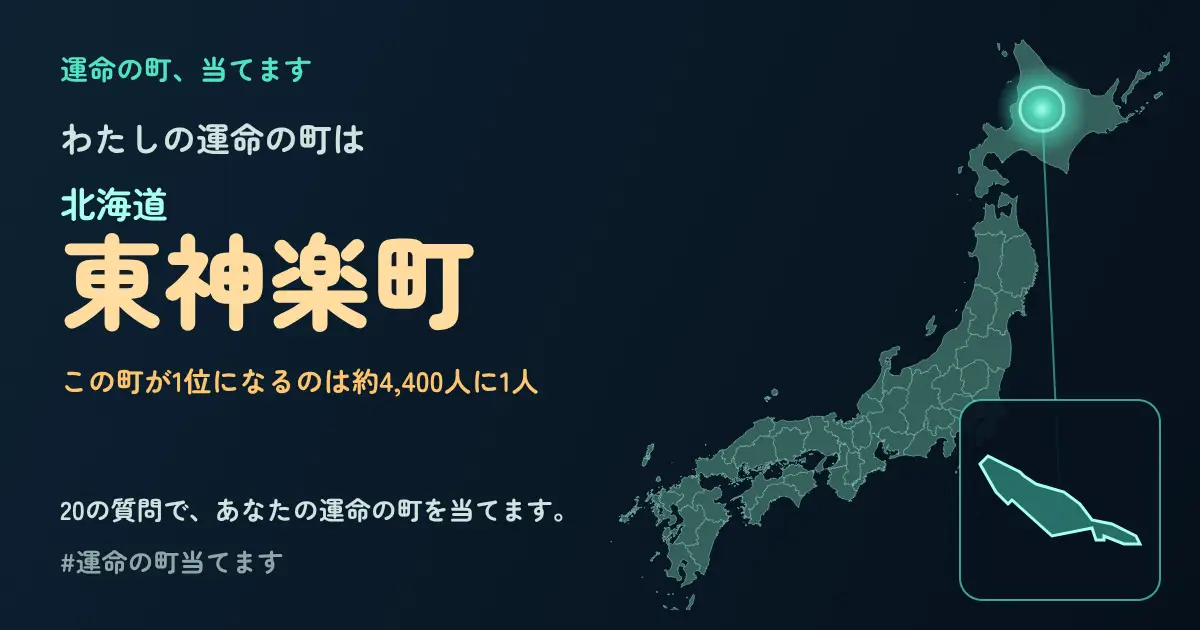 運命の町、当てます
わたしの運命の町は
北海道
東神楽町
この町が1位になるのは約4,400人に1人
20の質問で、あなたの運命の町を当てます。
#運命の町当てます